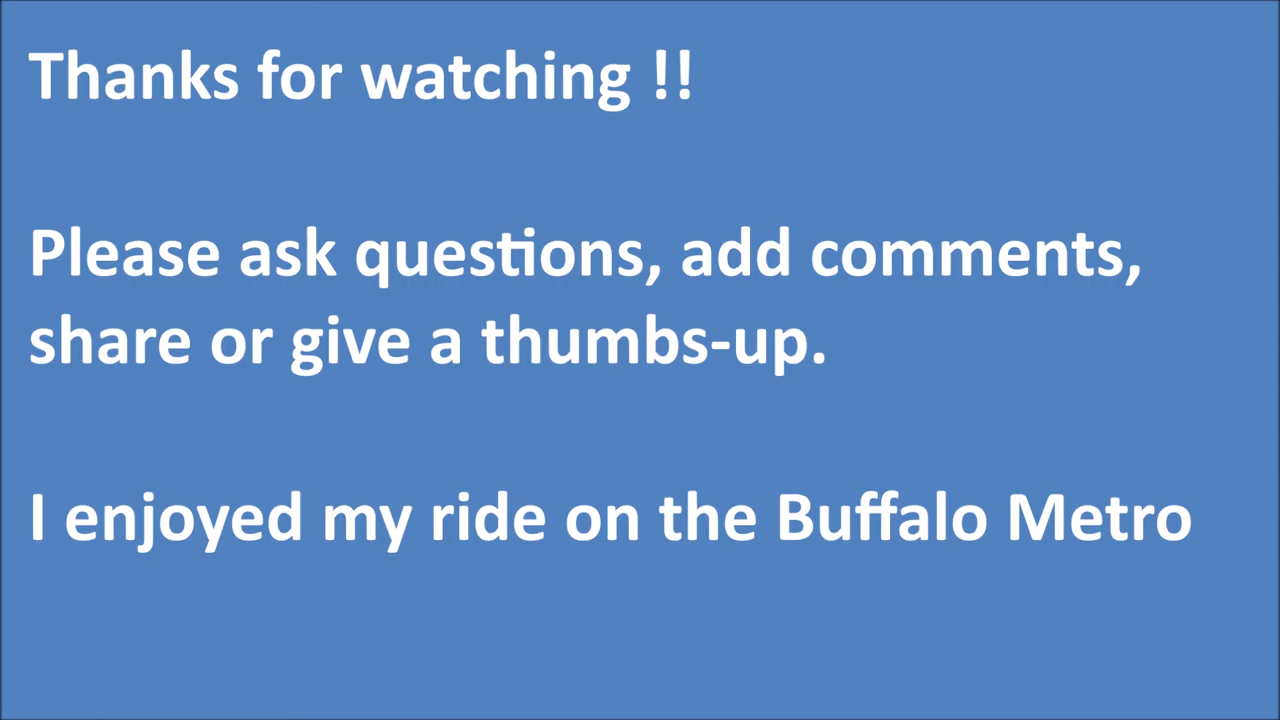 Thanks for watching !!
Please ask questions, add comments,
share or give a thumbs-up.
I enjoyed my ride on the Buffalo Metro